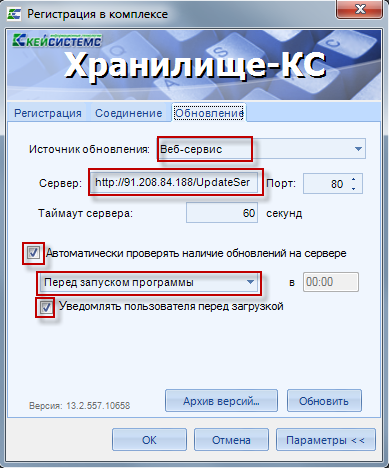 Регистрация в комплексе
КЕЙСИСТЕМС
Хранилище-КС
Регистрация Соединение Обновление
Источник обновления: Веб-сервис
Сервер: http://91.208.84.188/UpdateSer Порт: 80
Таймаут сервера: 60 секунд
Автоматически проверять наличие обновлений на сервере
Перед запуском программы в 00:00
Уведомлять пользователя перед загрузкой
Версия: 13.2.557.10658 Архив версий... Обновить
ОК Отмена Параметры <<